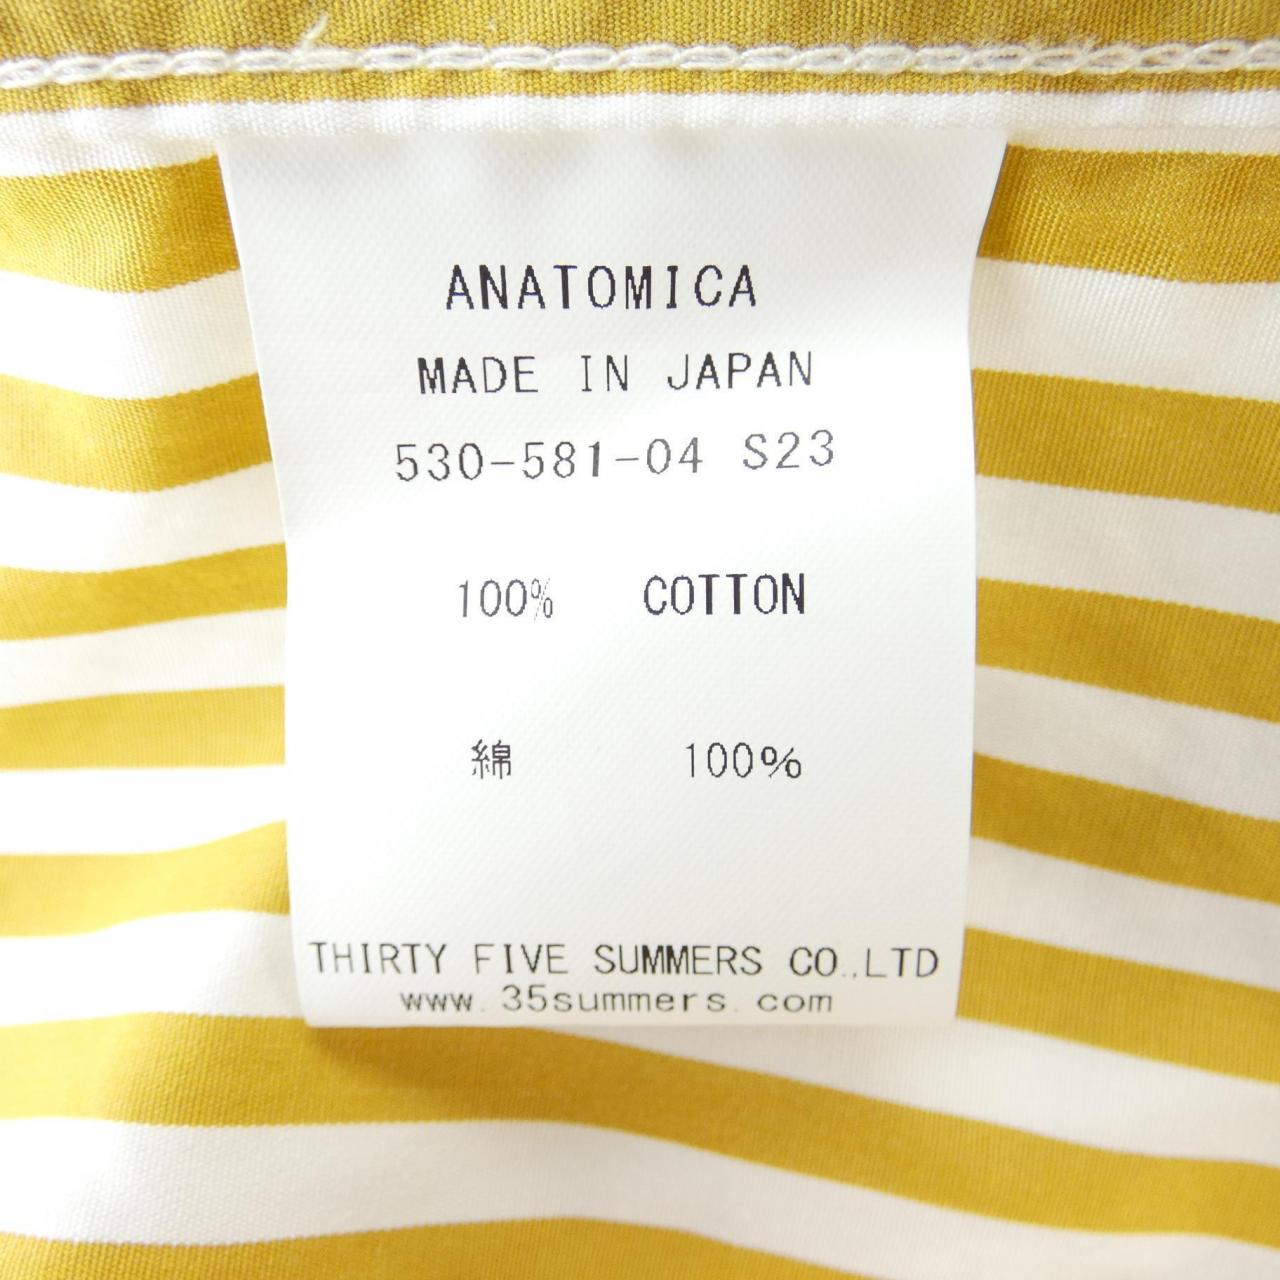 ANATOMICA
MADE IN JAPAN
530-581-04 S23
100% COTTON
綿 100%
THIRTY FIVE SUMMERS CO.,LTD
www.35summers.com